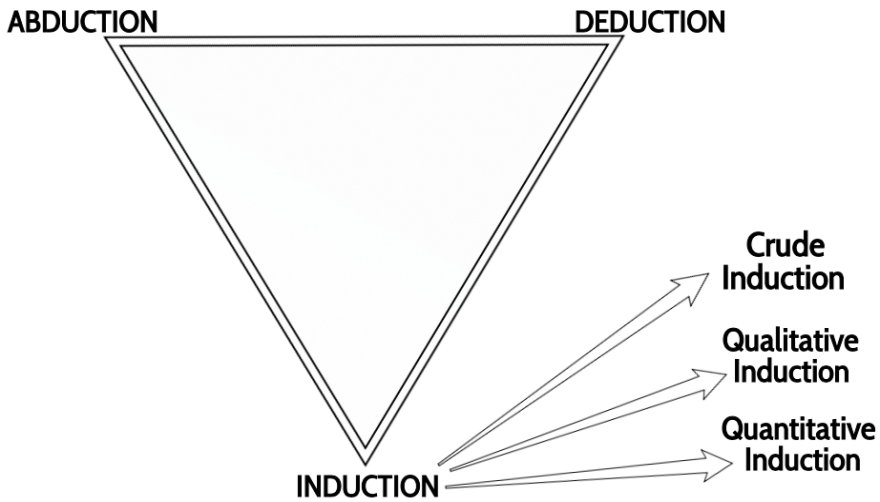 ABDUCTION
DEDUCTION
Crude
Induction
Qualitative
Induction
Quantitative
Induction
INDUCTION